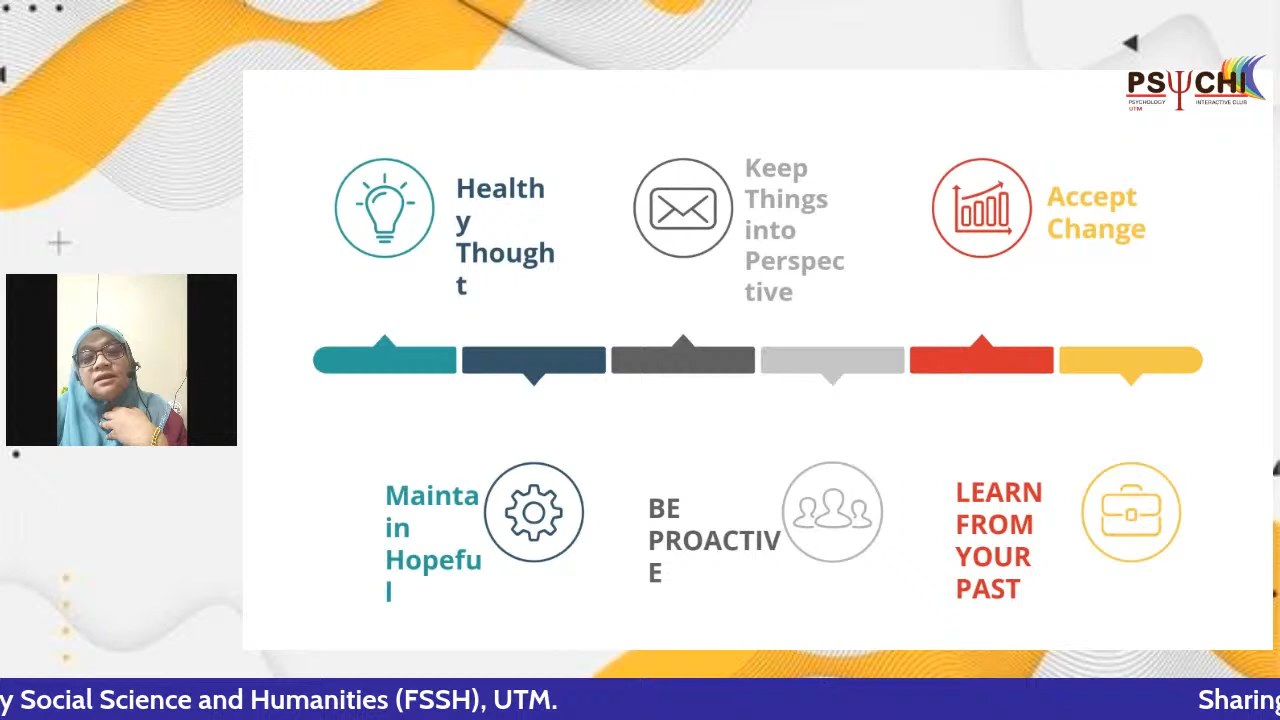 PSΨCHI
PSYCHOLOGY
INTERACTIVE CLUB
UTM
Health
y
Though
t
Keep
Things
into
Perspec
tive
Accept
Change
Mainta
in
Hopefu
l
BE
PROACTIV
E
LEARN
FROM
YOUR
PAST
y Social Science and Humanities (FSSH), UTM.
Sharing